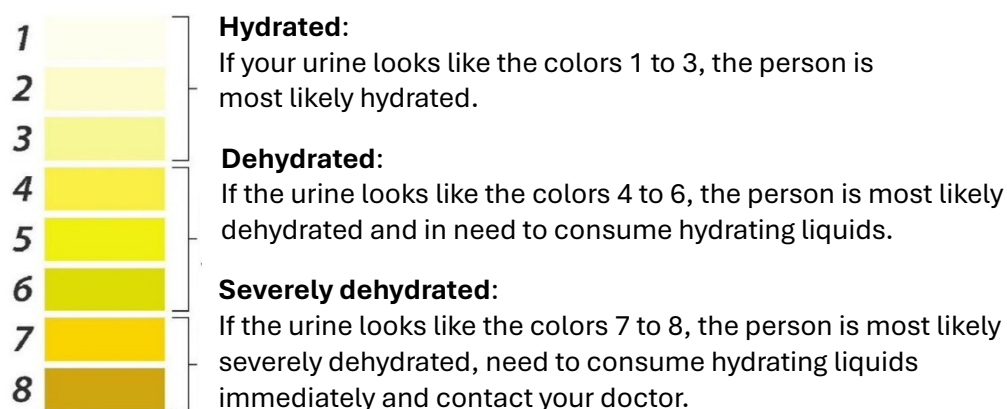 1
2
3
4
5
6
7
8
Hydrated:
If your urine looks like the colors 1 to 3, the person is
most likely hydrated.
Dehydrated:
If the urine looks like the colors 4 to 6, the person is most likely
dehydrated and in need to consume hydrating liquids.
Severely dehydrated:
If the urine looks like the colors 7 to 8, the person is most likely
severely dehydrated, need to consume hydrating liquids
immediately and contact your doctor.